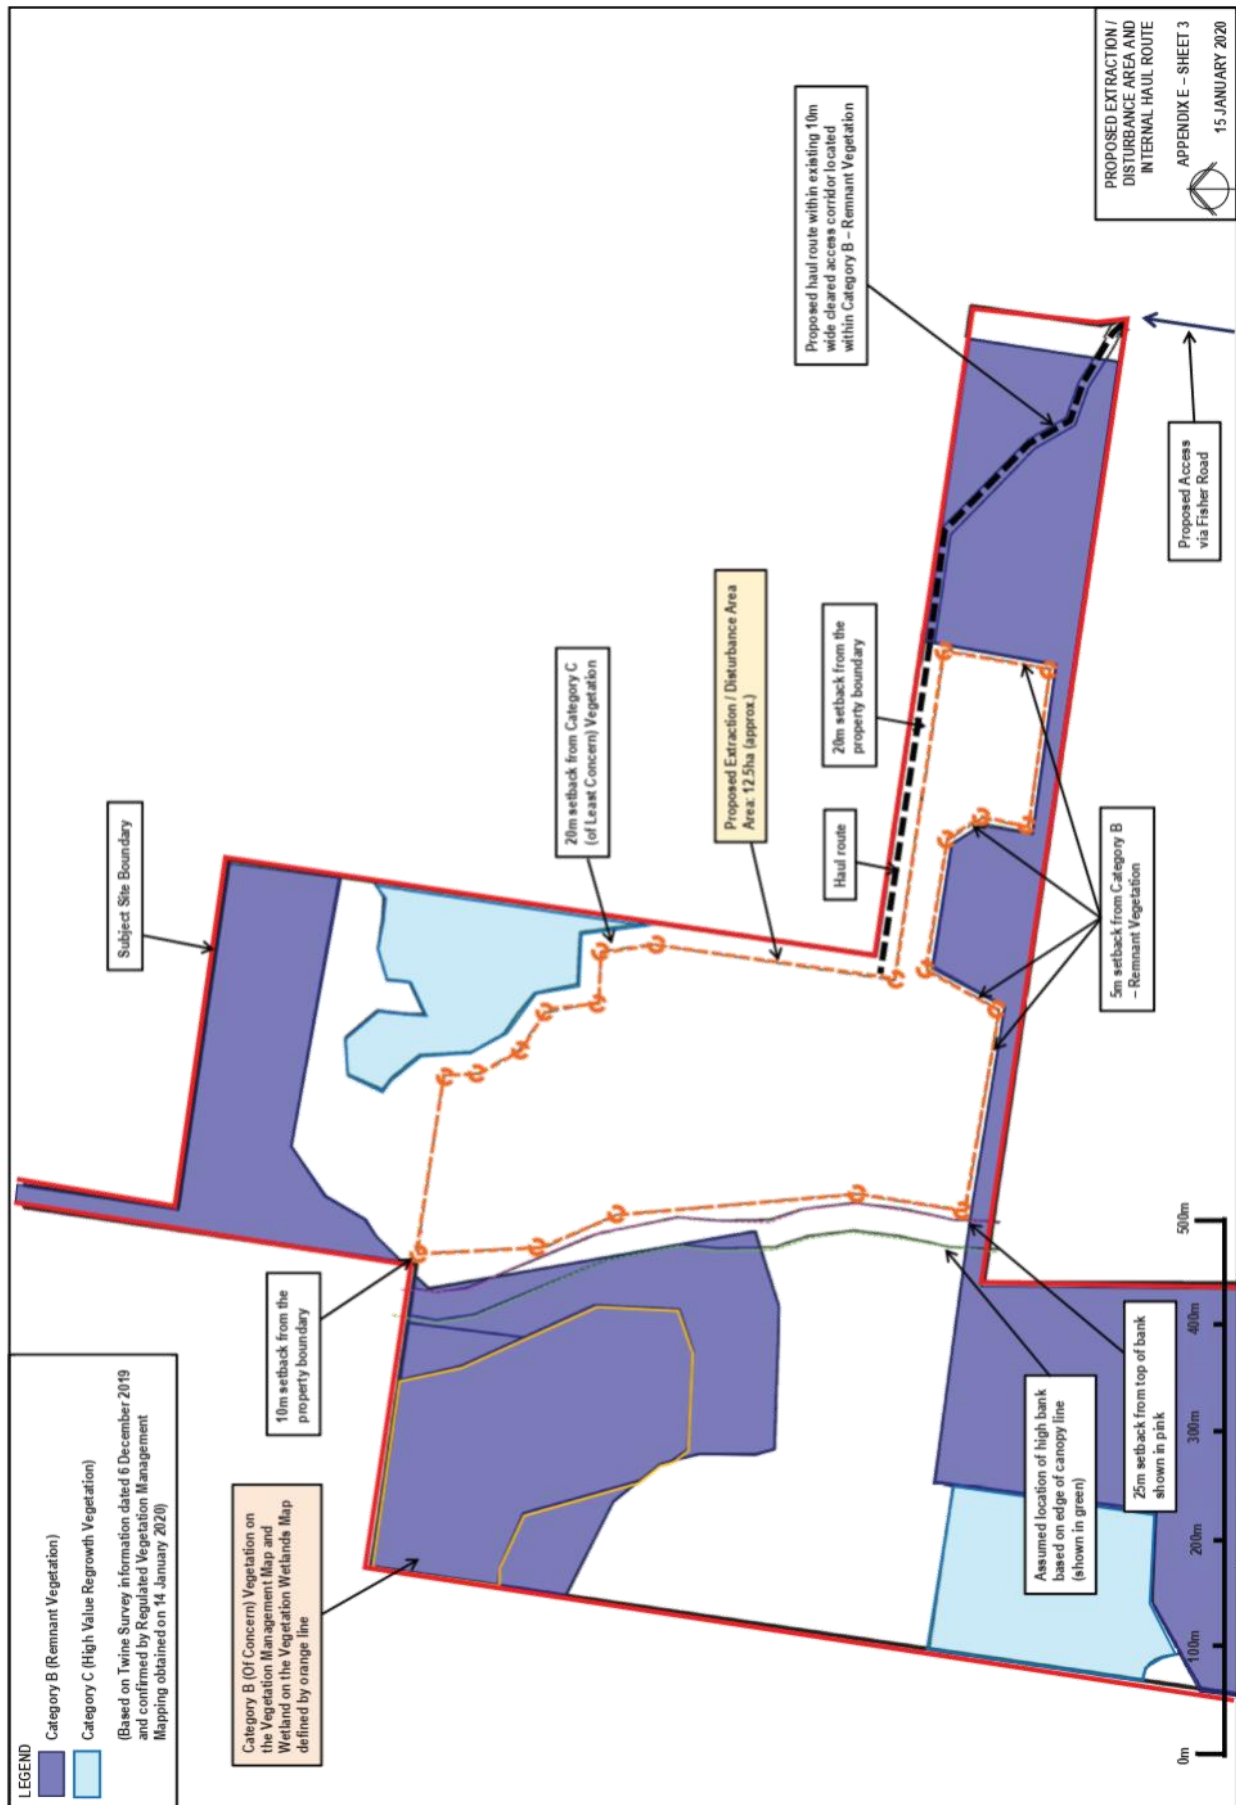 LEGEND
Category B (Remnant Vegetation)
Category C (High Value Regrowth Vegetation)
(Based on Twine Survey information dated 6 December 2019
and confirmed by Regulated Vegetation Management
Mapping obtained on 14 January 2020)
Category B (Of Concern) Vegetation on
the Vegetation Management Map and
Wetland on the Vegetation Wetlands Map
defined by orange line
10m setback from the
property boundary
Subject Site Boundary
20m setback from Category C
(of Least Concern) Vegetation
Proposed Extraction / Disturbance Area
Area: 12.5ha (approx.)
Haul route
20m setback from the
property boundary
Proposed haul route within existing 10m
wide cleared access corridor located
within Category B – Remnant Vegetation
Proposed Access
via Fisher Road
5m setback from Category B
– Remnant Vegetation
25m setback from top of bank
shown in pink
Assumed location of high bank
based on edge of canopy line
(shown in green)
0m
100m
200m
300m
400m
500m
PROPOSED EXTRACTION /
DISTURBANCE AREA AND
INTERNAL HAUL ROUTE
APPENDIX E – SHEET 3
15 JANUARY 2020